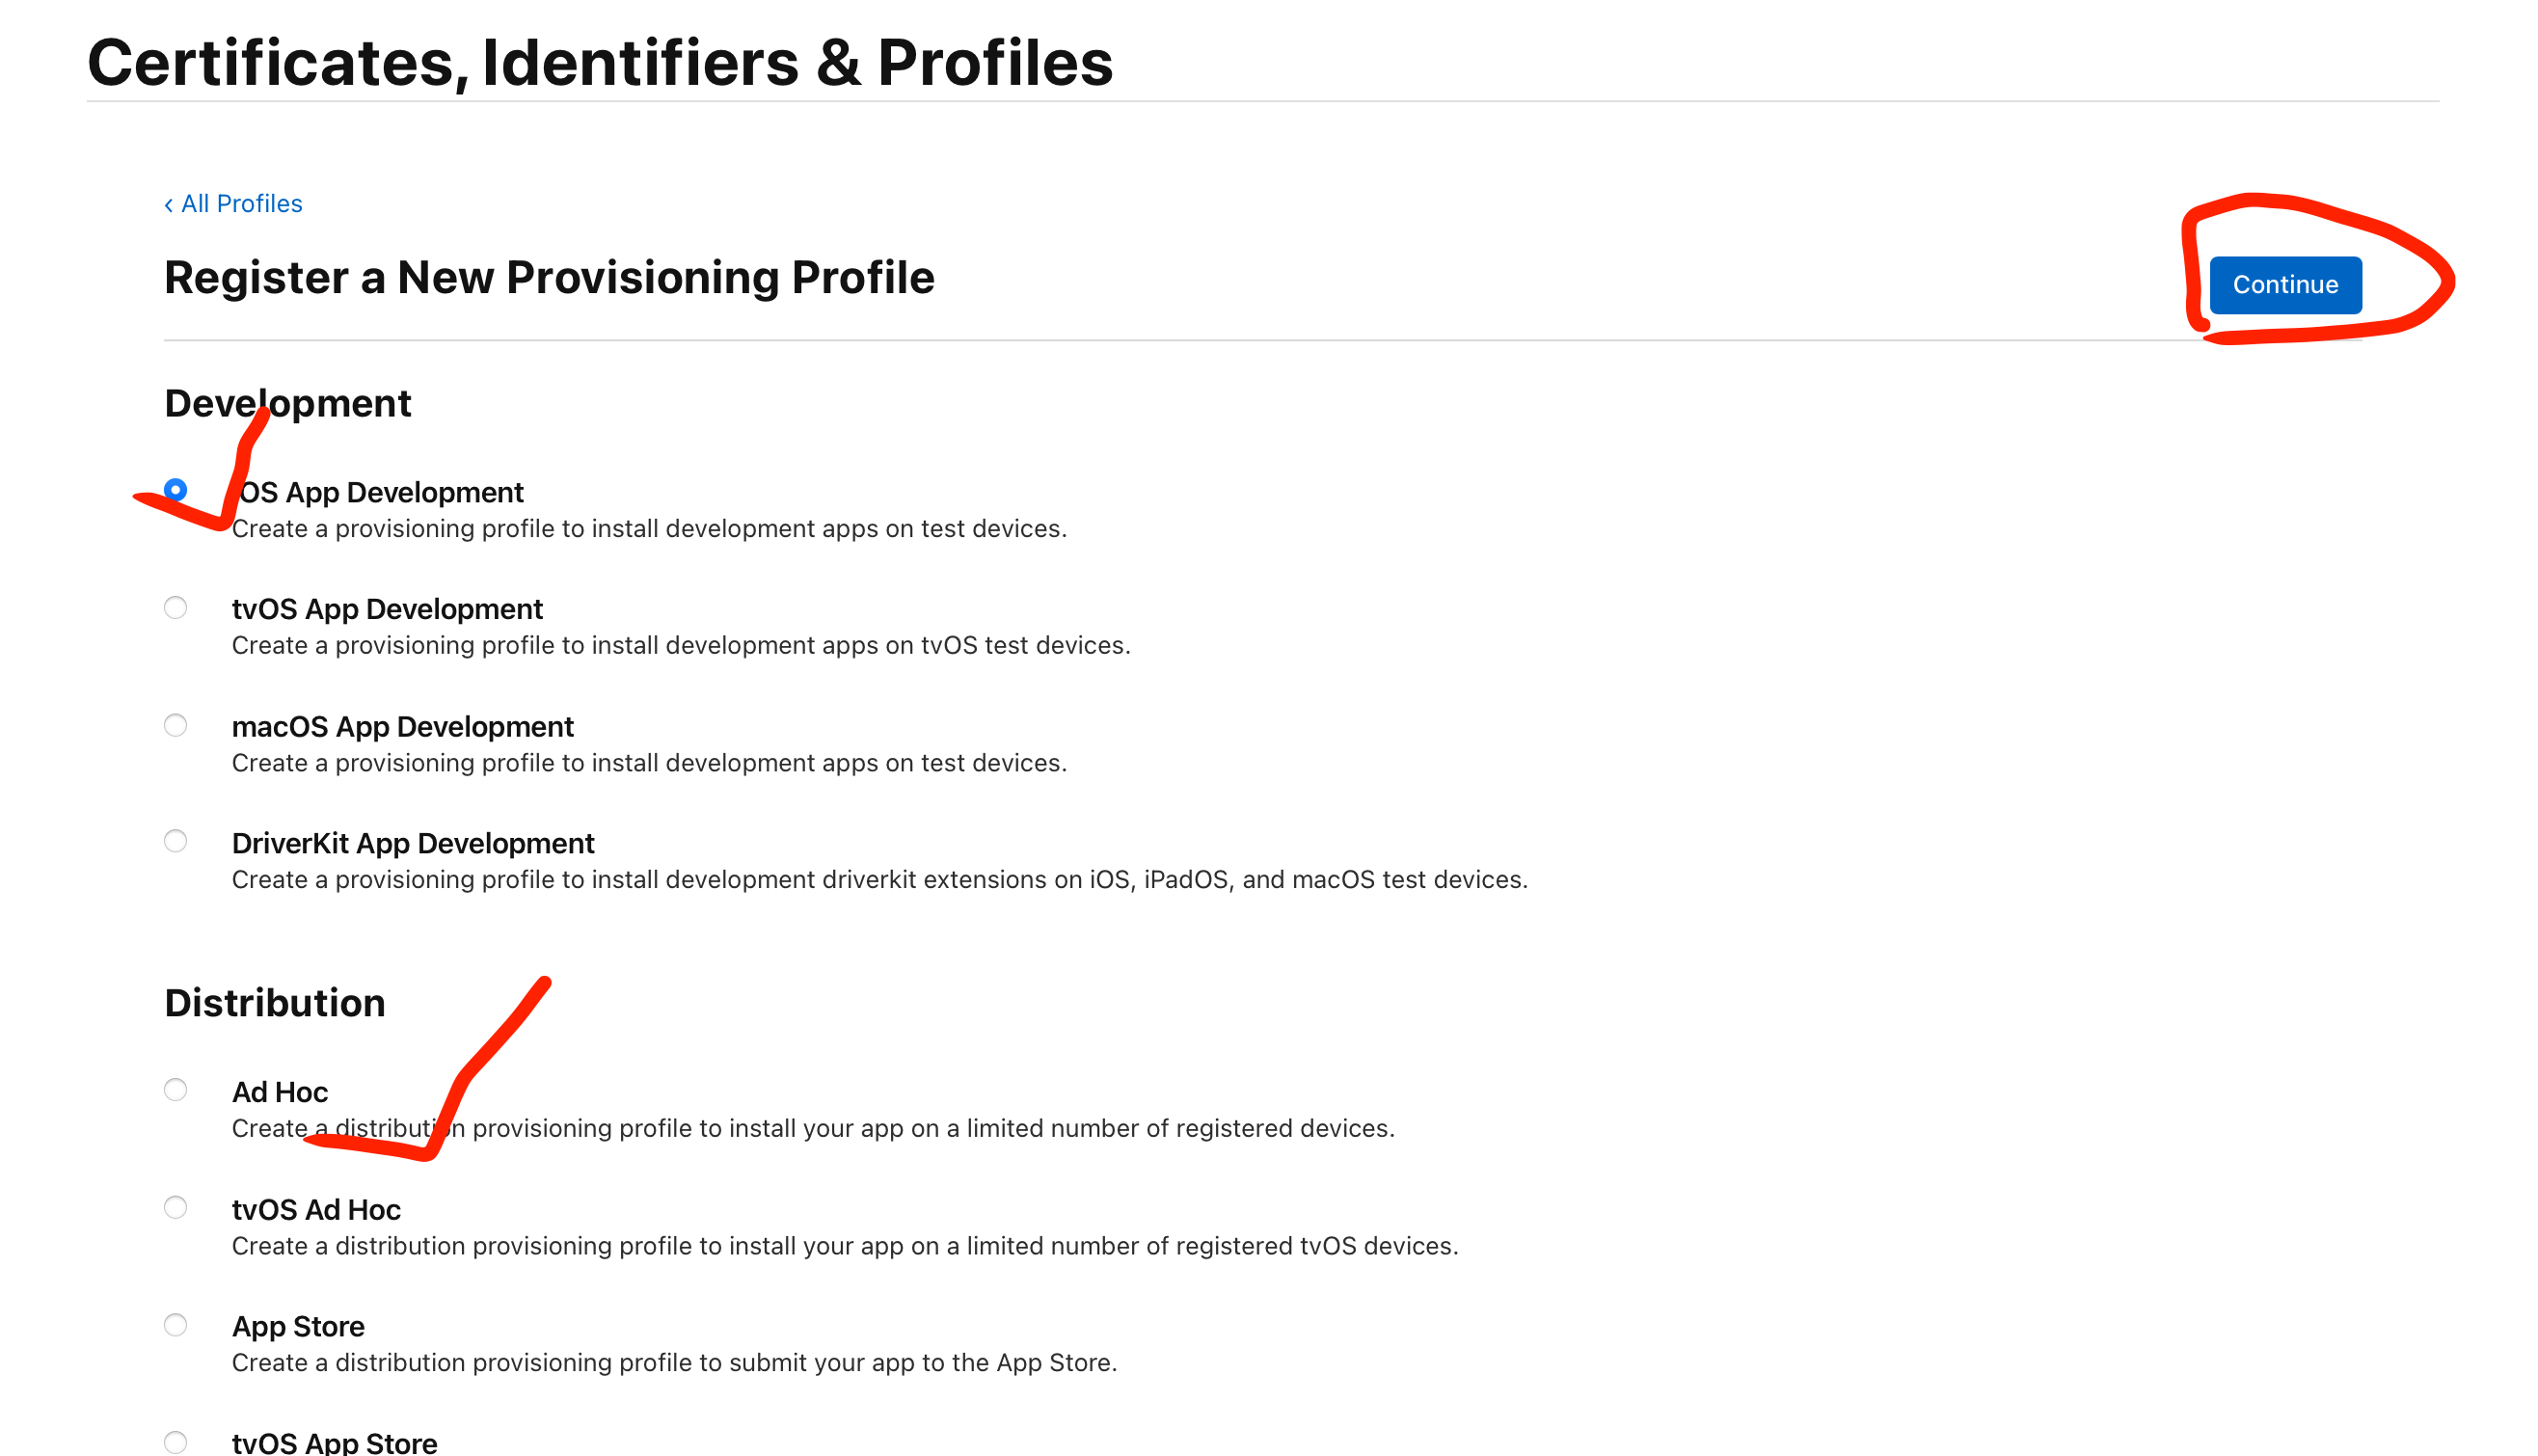 Certificates, Identifiers & Profiles
‹ All Profiles
Register a New Provisioning Profile
Continue
Development
iOS App Development
Create a provisioning profile to install development apps on test devices.
tvOS App Development
Create a provisioning profile to install development apps on tvOS test devices.
macOS App Development
Create a provisioning profile to install development apps on test devices.
DriverKit App Development
Create a provisioning profile to install development driverkit extensions on iOS, iPadOS, and macOS test devices.
Distribution
Ad Hoc
Create a distribution provisioning profile to install your app on a limited number of registered devices.
tvOS Ad Hoc
Create a distribution provisioning profile to install your app on a limited number of registered tvOS devices.
App Store
Create a distribution provisioning profile to submit your app to the App Store.
tvOS App Store